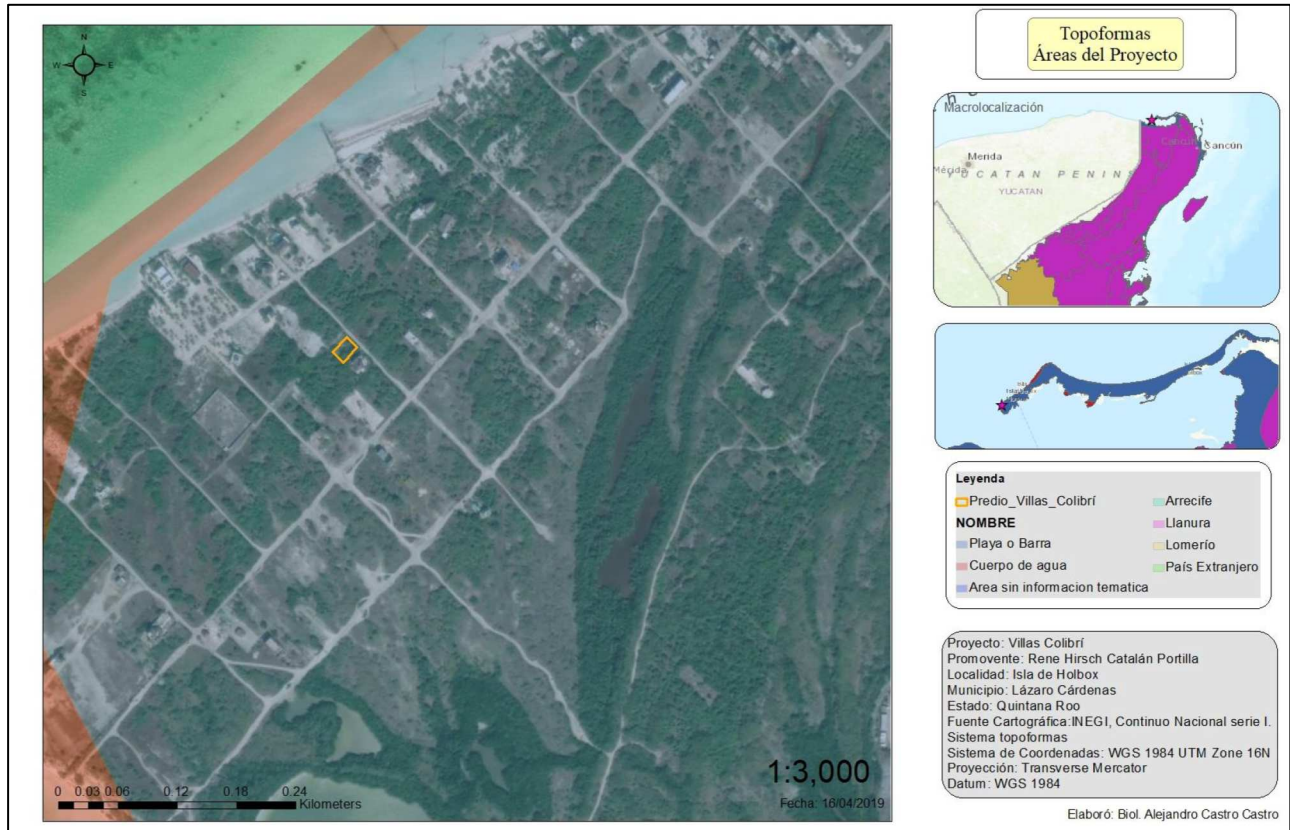 N
W
E
S
1:3,000
0 0.03 0.06 0.12 0.18 0.24
Kilometers
Fecha: 16/04/2019
Topoformas
Áreas del Proyecto
Macrolocalización
Merida
Mérida
Cancún
Cancún
YUCATAN PENIN
YUCATAN
Leyenda
Predio_Villas_Colibrí
NOMBRE
Playa o Barra
Cuerpo de agua
Area sin informacion tematica
Arrecife
Llanura
Lomerío
País Extranjero
Proyecto: Villas Colibrí
Promovente: Rene Hirsch Catalán Portilla
Localidad: Isla de Holbox
Municipio: Lázaro Cárdenas
Estado: Quintana Roo
Fuente Cartográfica:INEGI, Continuo Nacional serie I.
Sistema topoformas
Sistema de Coordenadas: WGS 1984 UTM Zone 16N
Proyección: Transverse Mercator
Datum: WGS 1984
Elaboró: Biol. Alejandro Castro Castro